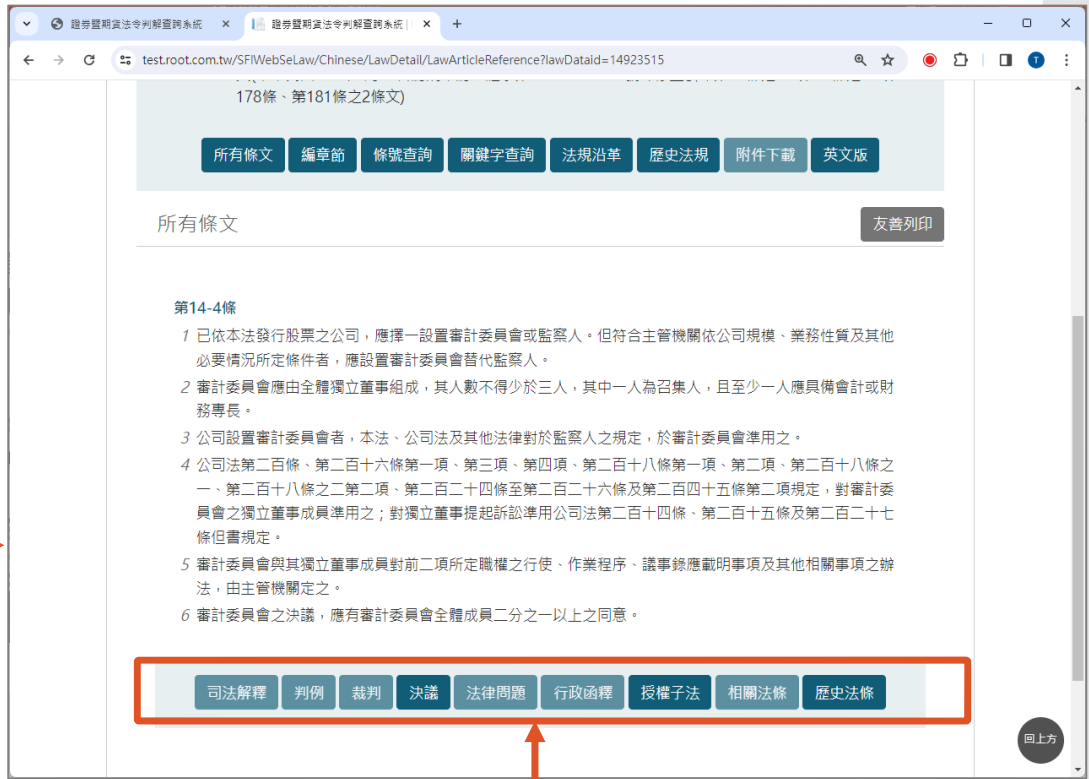 證券暨期貨法令判解查詢系統
證券暨期貨法令判解查詢系統 |
test.root.com.tw/SFIWebSeLaw/Chinese/LawDetail/LawArticleReference?lawDataid=14923515
T
178條、第181條之2條文)
所有條文 編章節 條號查詢 關鍵字查詢 法規沿革 歷史法規 附件下載 英文版
所有條文
友善列印
第14-4條
1 已依本法發行股票之公司，應擇一設置審計委員會或監察人。但符合主管機關依公司規模、業務性質及其他
必要情況所定條件者，應設置審計委員會替代監察人。
2 審計委員會應由全體獨立董事組成，其人數不得少於三人，其中一人為召集人，且至少一人應具備會計或財
務專長。
3 公司設置審計委員會者，本法、公司法及其他法律對於監察人之規定，於審計委員會準用之。
4 公司法第二百條、第二百十六條第一項、第三項、第四項、第二百十八條第一項、第二項、第二百十八條之
一、第二百十八條之二第二項、第二百二十四條至第二百二十六條及第二百四十五條第二項規定，對審計委
員會之獨立董事成員準用之；對獨立董事提起訴訟準用公司法第二百十四條、第二百十五條及第二百二十七
條但書規定。
5 審計委員會與其獨立董事成員對前二項所定職權之行使、作業程序、議事錄應載明事項及其他相關事項之辦
法，由主管機關定之。
6 審計委員會之決議，應有審計委員會全體成員二分之一以上之同意。
司法解釋 判例 裁判 決議 法律問題 行政函釋 授權子法 相關法條 歷史法條
回上方